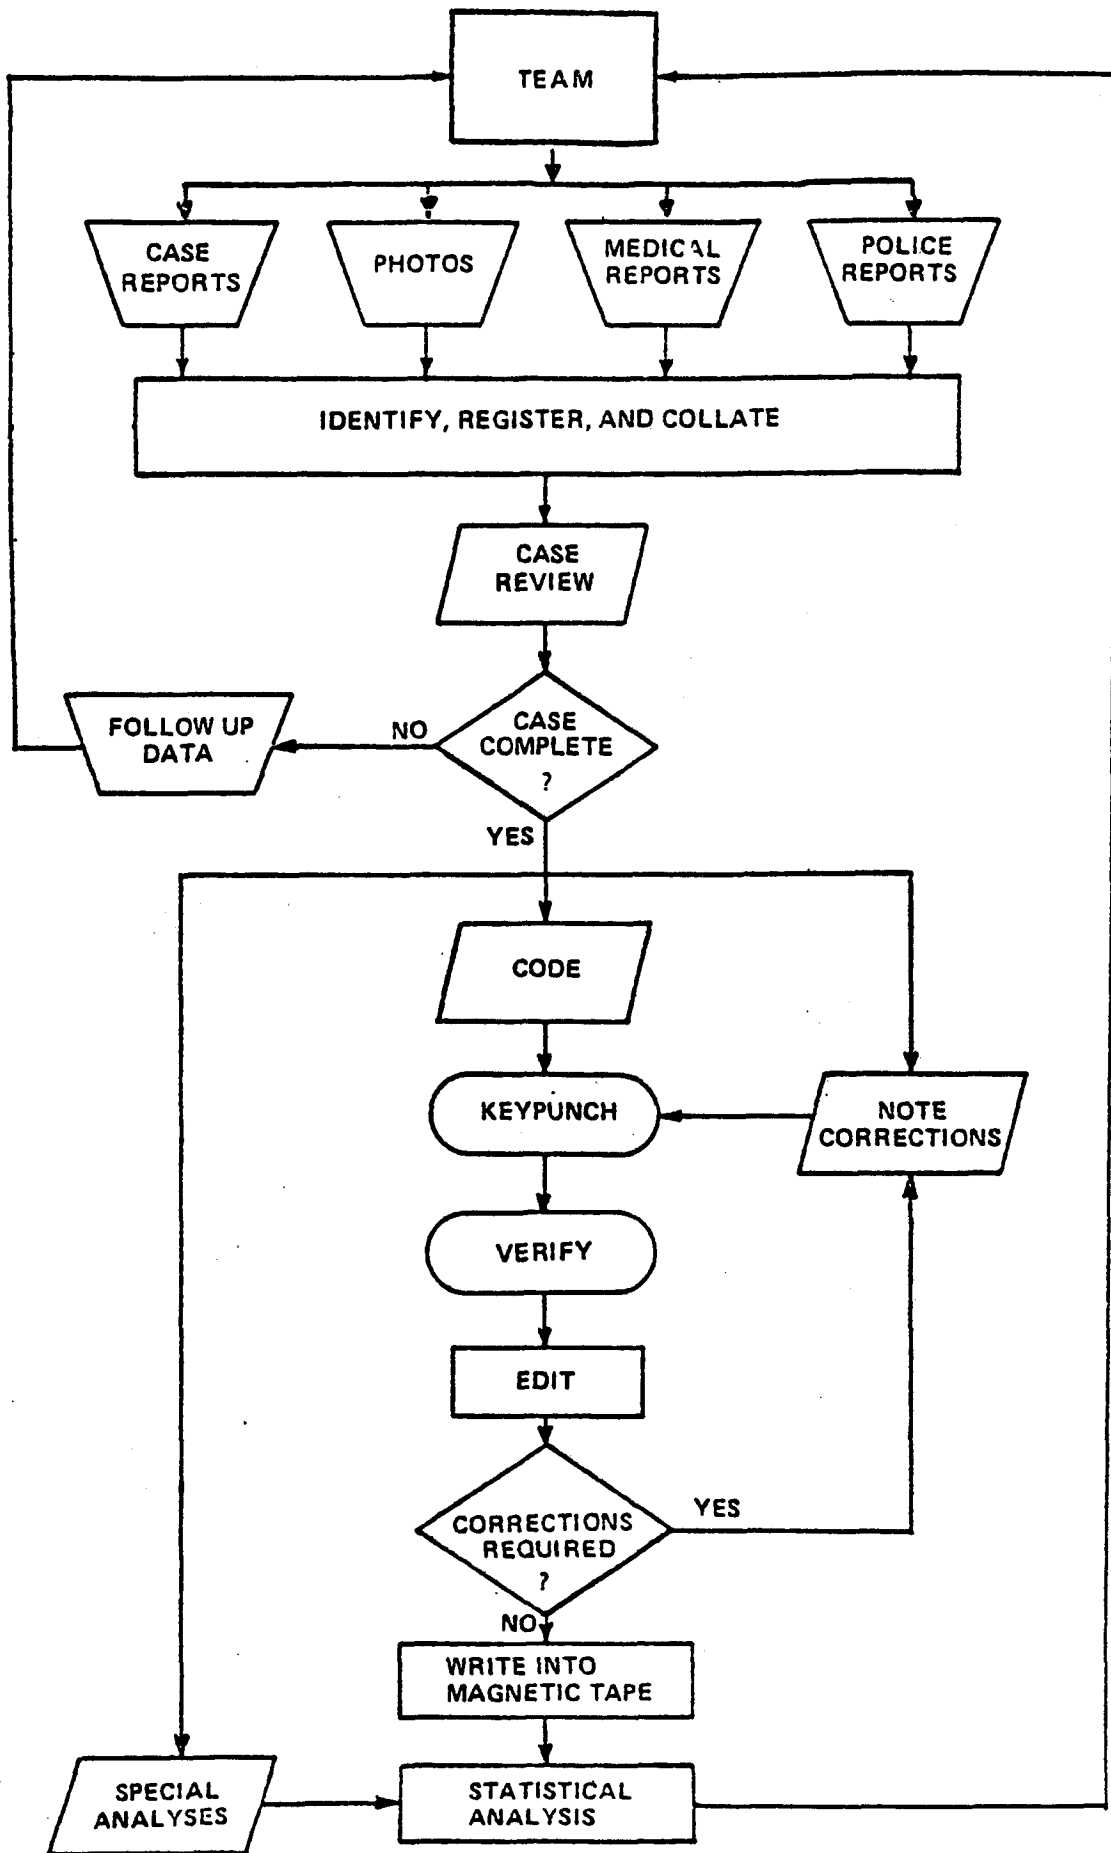 TEAM
CASE
REPORTS
PHOTOS
MEDICAL
REPORTS
POLICE
REPORTS
IDENTIFY, REGISTER, AND COLLATE
CASE
REVIEW
FOLLOW UP
DATA
NO
CASE
COMPLETE
?
YES
CODE
KEYPUNCH
NOTE
CORRECTIONS
VERIFY
EDIT
CORRECTIONS
REQUIRED
?
YES
NO
WRITE INTO
MAGNETIC TAPE
SPECIAL
ANALYSES
STATISTICAL
ANALYSIS